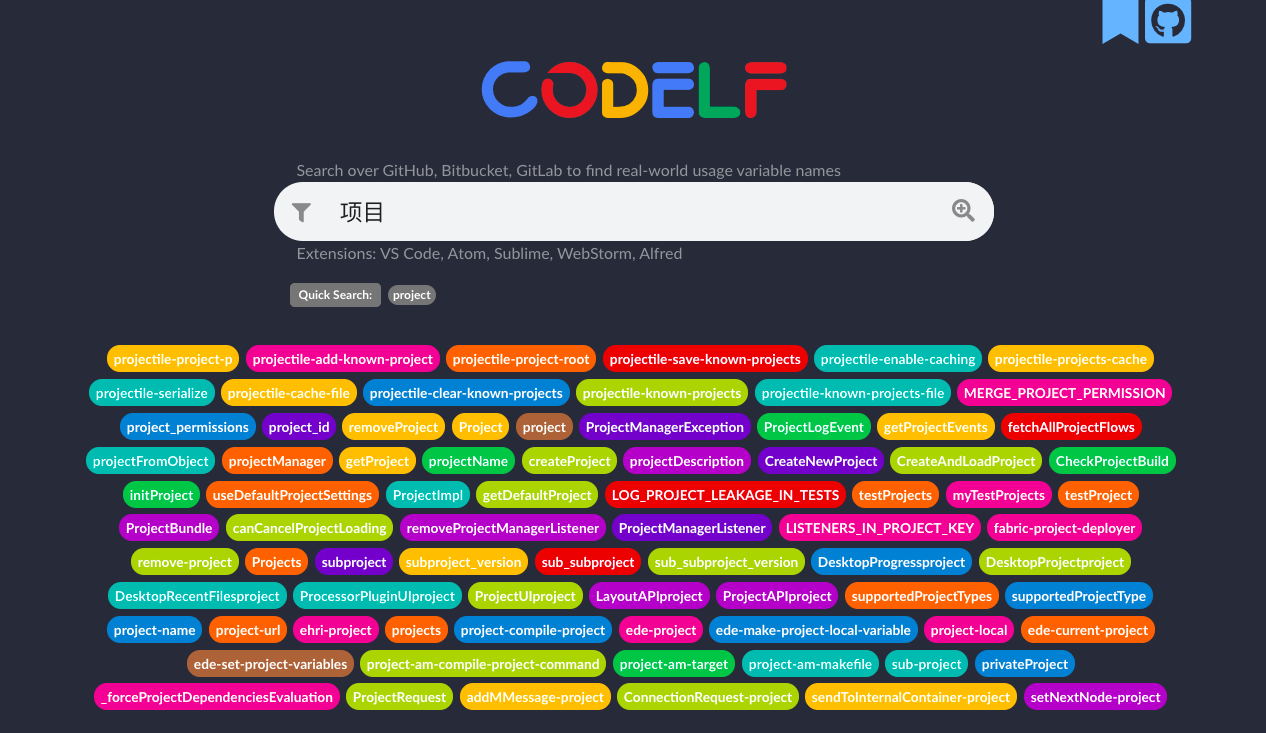 CODELF
Search over GitHub, Bitbucket, GitLab to find real-world usage variable names
项目
Extensions: VS Code, Atom, Sublime, WebStorm, Alfred
Quick Search: project
projectile-project-p projectile-add-known-project projectile-project-root projectile-save-known-projects projectile-enable-caching projectile-projects-cache
projectile-serialize projectile-cache-file projectile-clear-known-projects projectile-known-projects projectile-known-projects-file MERGE_PROJECT_PERMISSION
project_permissions project_id removeProject Project project ProjectManagerException ProjectLogEvent getProjectEvents fetchAllProjectFlows
projectFromObject projectManager getProject projectName createProject projectDescription CreateNewProject CreateAndLoadProject CheckProjectBuild
initProject useDefaultProjectSettings ProjectImpl getDefaultProject LOG_PROJECT_LEAKAGE_IN_TESTS testProjects myTestProjects testProject
ProjectBundle canCancelProjectLoading removeProjectManagerListener ProjectManagerListener LISTENERS_IN_PROJECT_KEY fabric-project-deployer
remove-project Projects subproject subproject_version sub_subproject sub_subproject_version DesktopProgressproject DesktopProjectproject
DesktopRecentFilesproject ProcessorPluginUIproject ProjectUIproject LayoutAPIproject ProjectAPIproject supportedProjectTypes supportedProjectType
project-name project-url ehri-project projects project-compile-project ede-project ede-make-project-local-variable project-local ede-current-project
ede-set-project-variables project-am-compile-project-command project-am-target project-am-makefile sub-project privateProject
_forceProjectDependenciesEvaluation ProjectRequest addMMessage-project ConnectionRequest-project sendToInternalContainer-project setNextNode-project